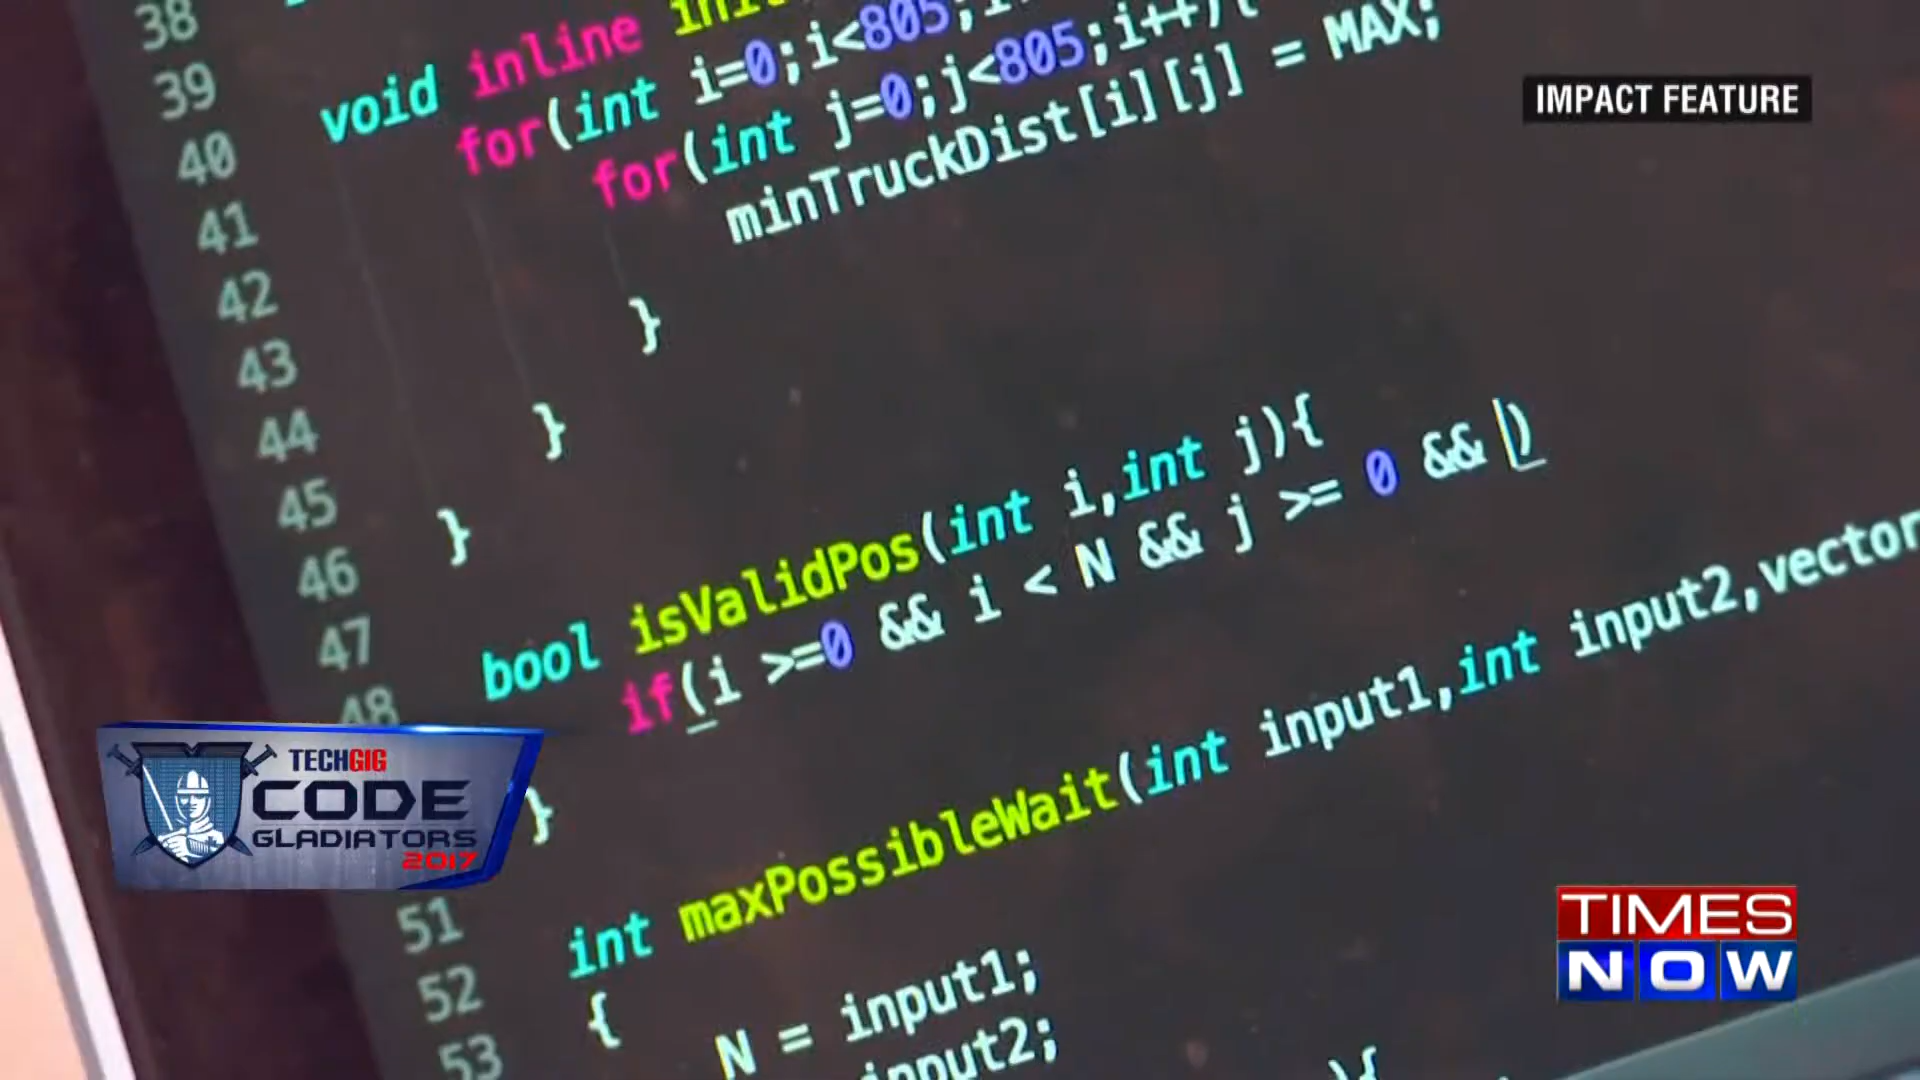 38
39
void inline init
IMPACT FEATURE
40
for(int i=0;i<805;i
41
for(int j=0;j<805;i++){
42
minTruckDist[i][j] = MAX;
43
}
44
}
45
}
46
47
bool isValidPos(int i,int j){
48
if(i >=0 && i < N && j >= 0 && )
TECHGIG
CODE
GLADIATORS
2017
}
51
int maxPossibleWait(int input1,int input2,vector
52
{
53
N = input1;
input2;
){
TIMES
NOW